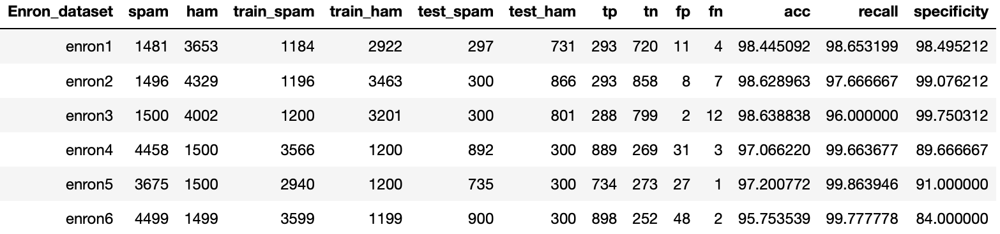 Enron_dataset spam ham train_spam train_ham test_spam test_ham tp tn fp fn acc recall specificity
enron1 1481 3653 1184 2922 297 731 293 720 11 4 98.445092 98.653199 98.495212
enron2 1496 4329 1196 3463 300 866 293 858 8 7 98.628963 97.666667 99.076212
enron3 1500 4002 1200 3201 300 801 288 799 2 12 98.638838 96.000000 99.750312
enron4 4458 1500 3566 1200 892 300 889 269 31 3 97.066220 99.663677 89.666667
enron5 3675 1500 2940 1200 735 300 734 273 27 1 97.200772 99.863946 91.000000
enron6 4499 1499 3599 1199 900 300 898 252 48 2 95.753539 99.777778 84.000000